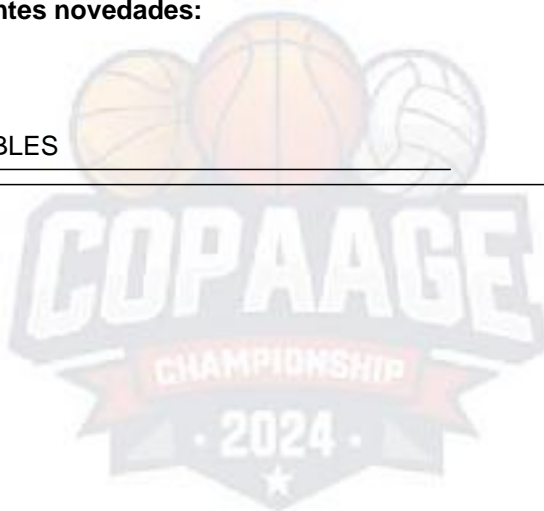 ntes novedades:
BLES
COPAAGE
CHAMPIONSHIP
· 2024 ·